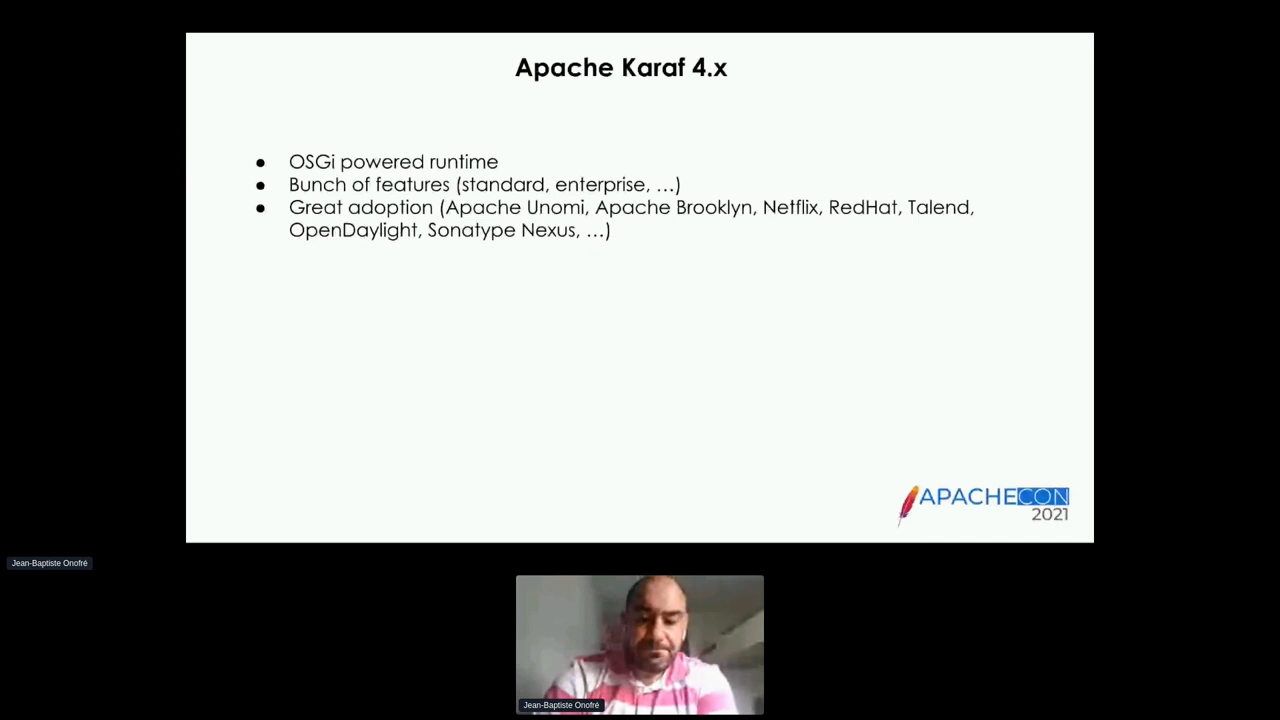 Apache Karaf 4.x
● OSGi powered runtime
● Bunch of features (standard, enterprise, …)
● Great adoption (Apache Unomi, Apache Brooklyn, Netflix, RedHat, Talend,
OpenDaylight, Sonatype Nexus, …)
APACHECON
2021
Jean-Baptiste Onofré
Jean-Baptiste Onofré